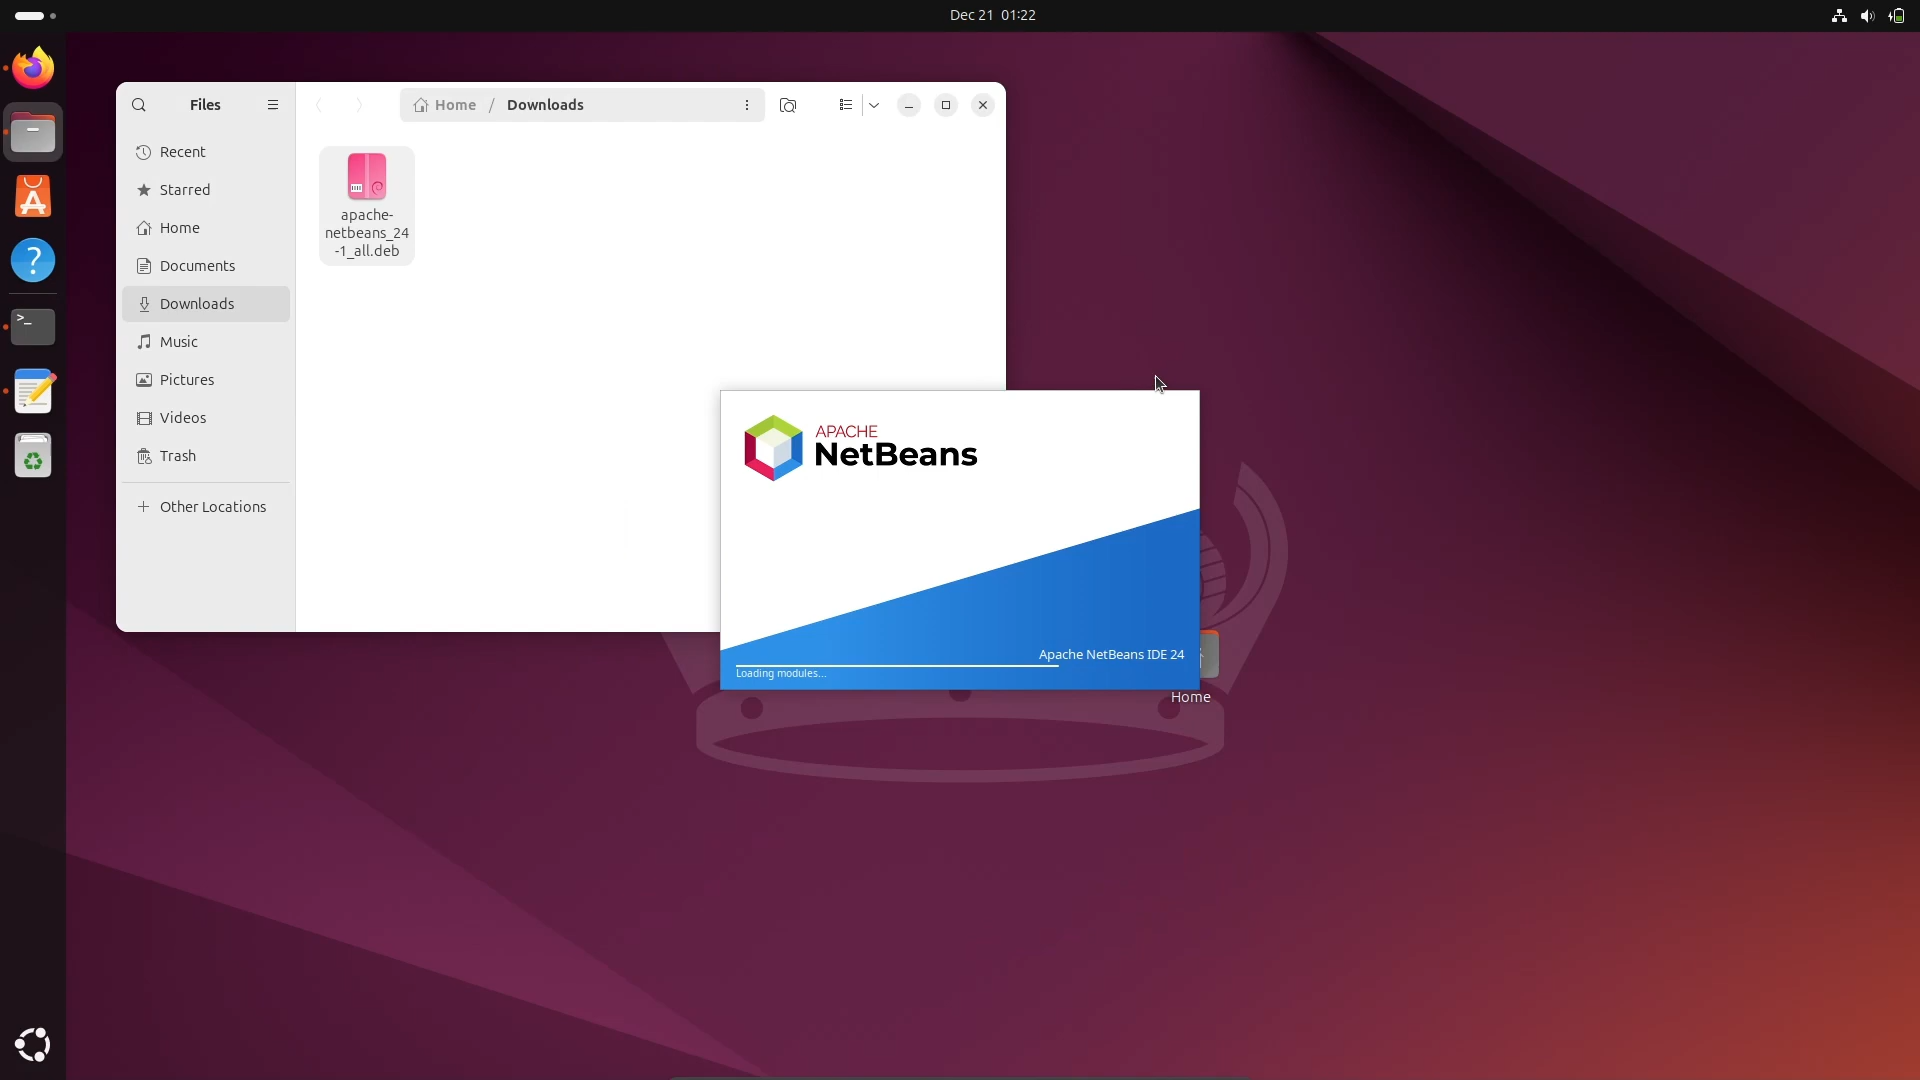 Dec 21 01:22
Files
Home / Downloads
Recent
Starred
Home
Documents
Downloads
Music
Pictures
Videos
Trash
Other Locations
apache-
netbeans_24
-1_all.deb
APACHE
NetBeans
Apache NetBeans IDE 24
Loading modules...
Home